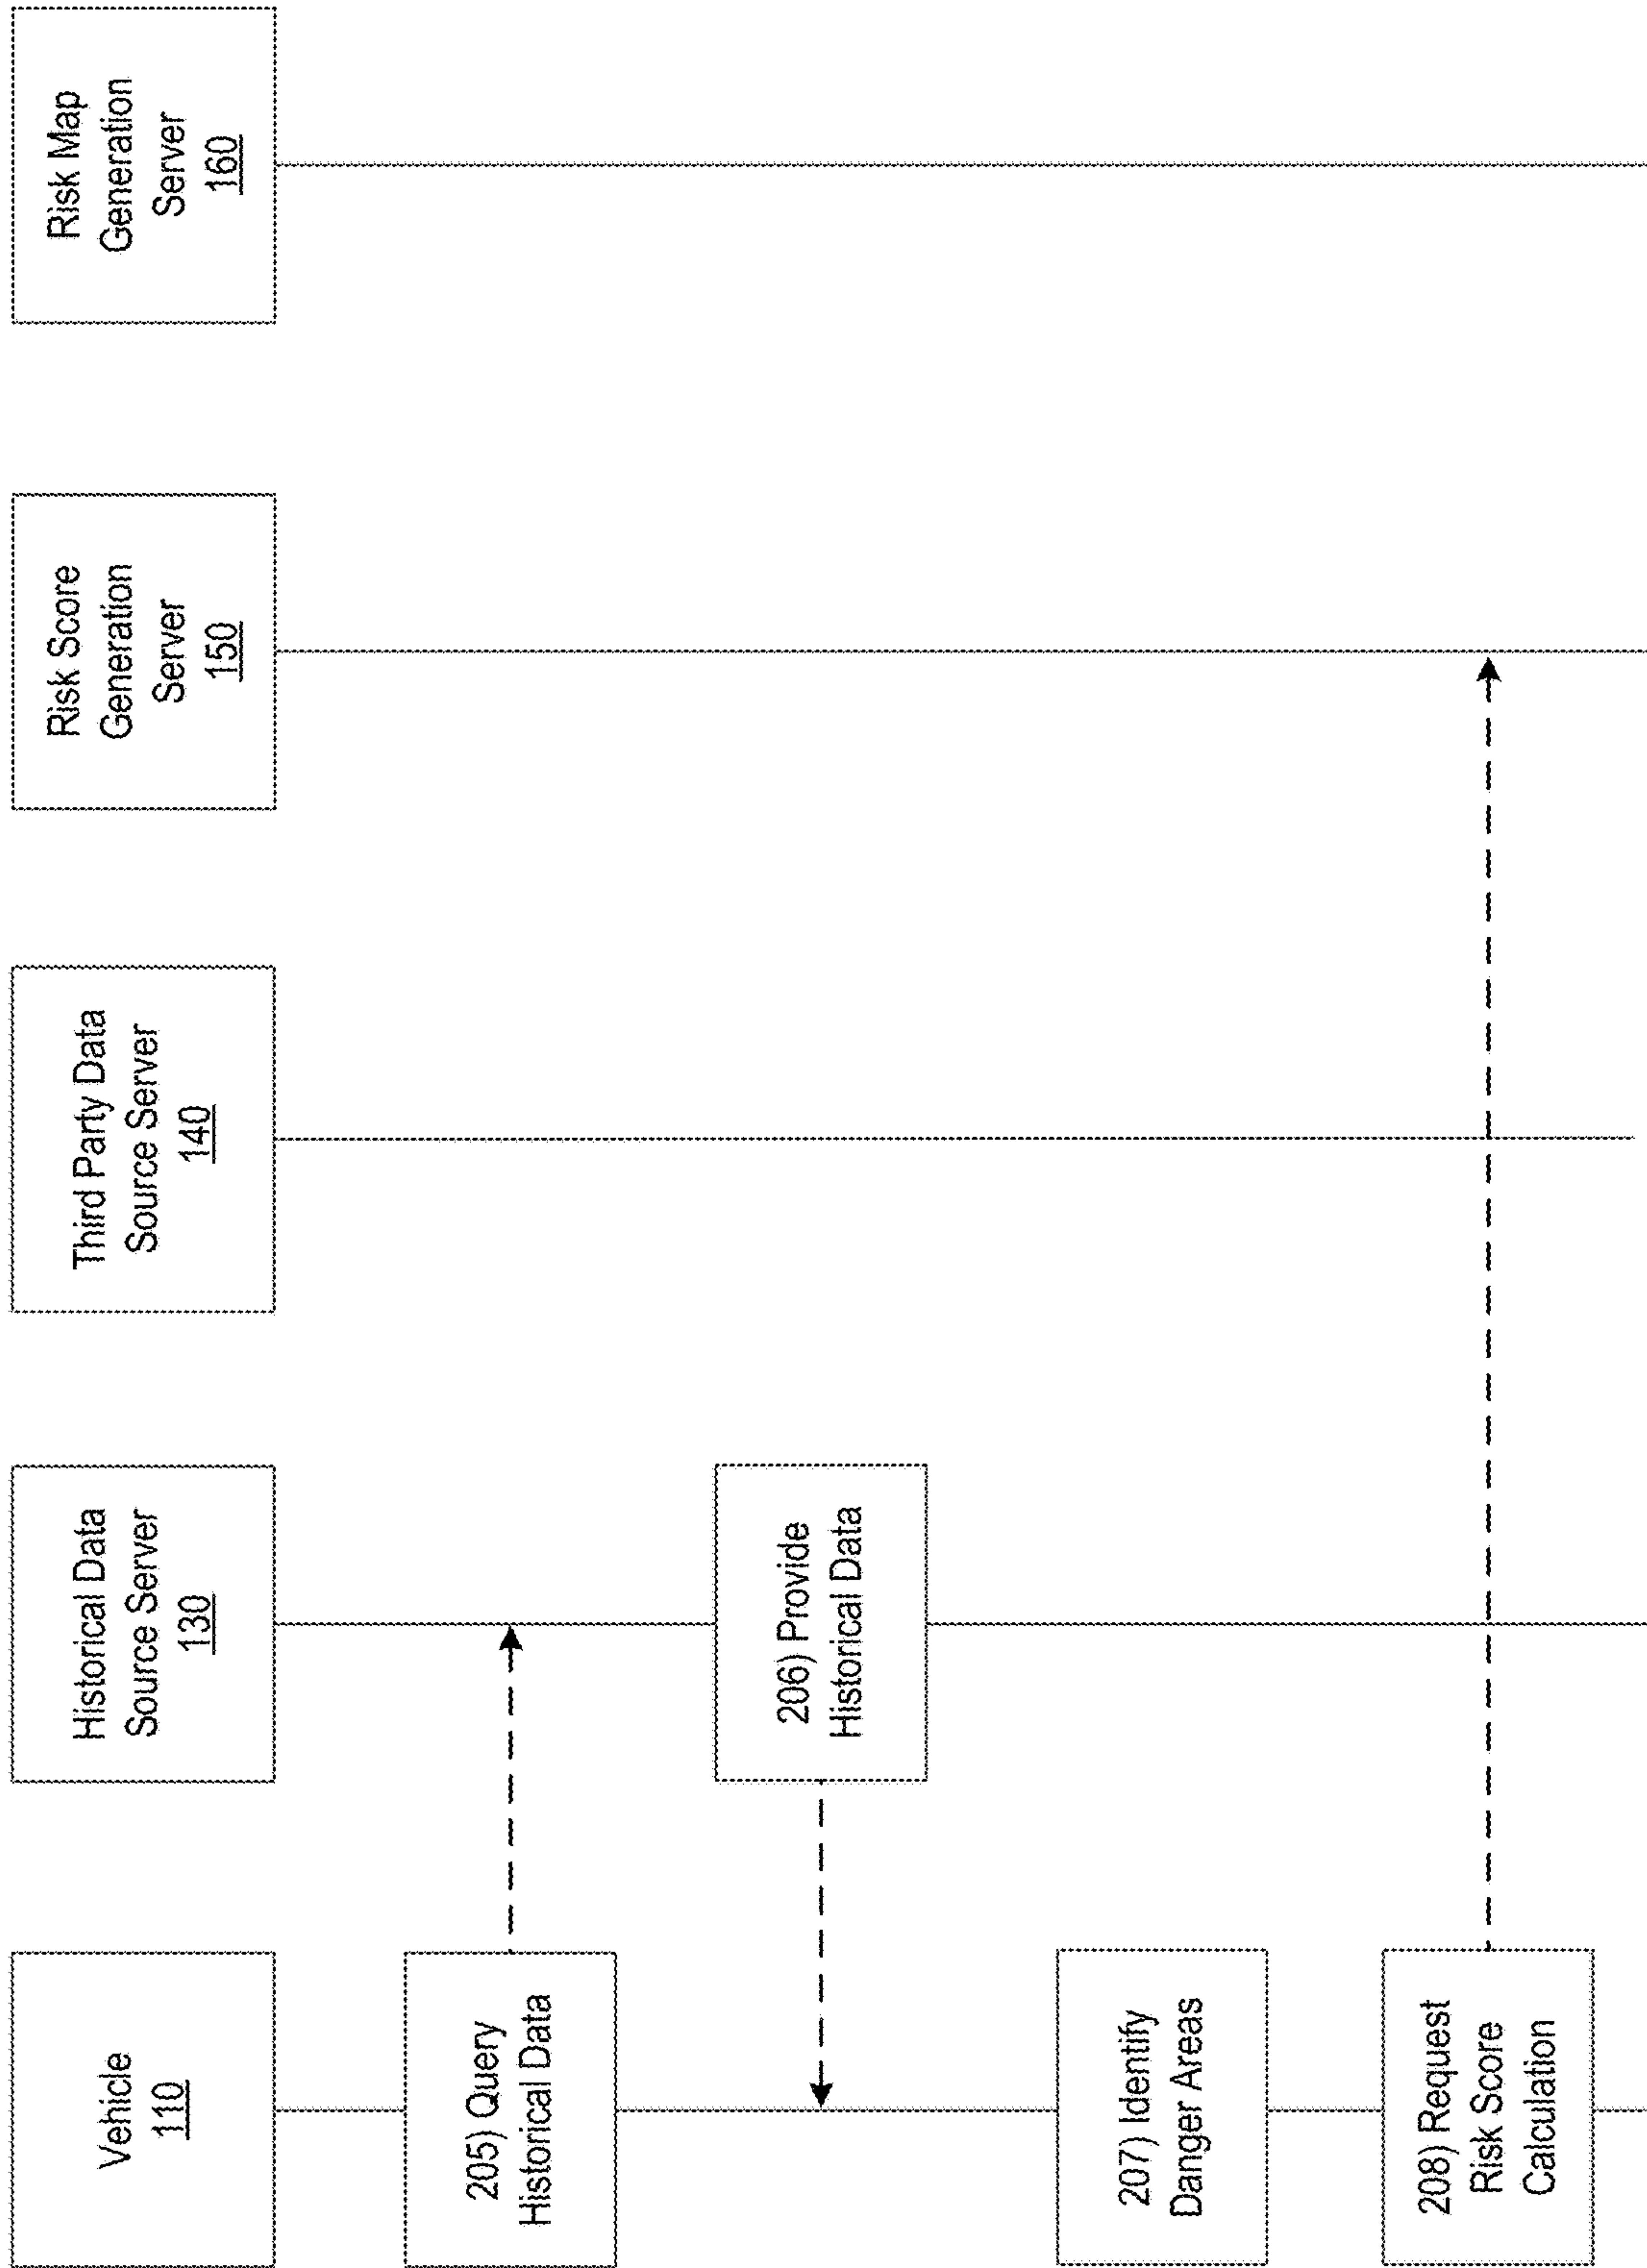 Vehicle
110
Historical Data
Source Server
130
Third Party Data
Source Server
140
Risk Score
Generation
Server
150
Risk Map
Generation
Server
160
205) Query
Historical Data
206) Provide
Historical Data
207) Identify
Danger Areas
208) Request
Risk Score
Calculation